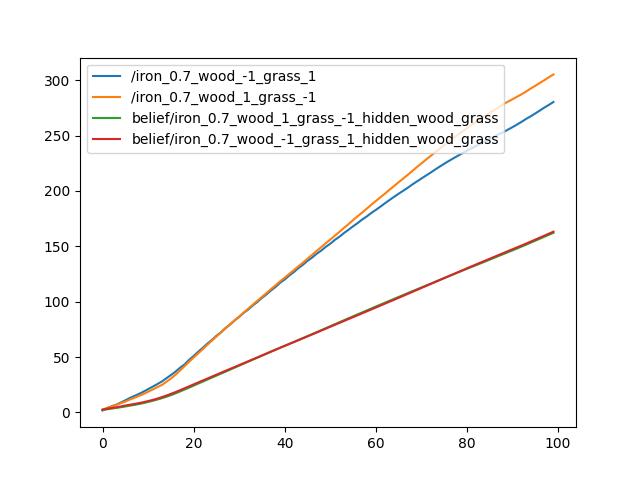 /iron_0.7_wood_-1_grass_1
/iron_0.7_wood_1_grass_-1
belief/iron_0.7_wood_1_grass_-1_hidden_wood_grass
belief/iron_0.7_wood_-1_grass_1_hidden_wood_grass
300
250
200
150
100
50
0
0 20 40 60 80 100